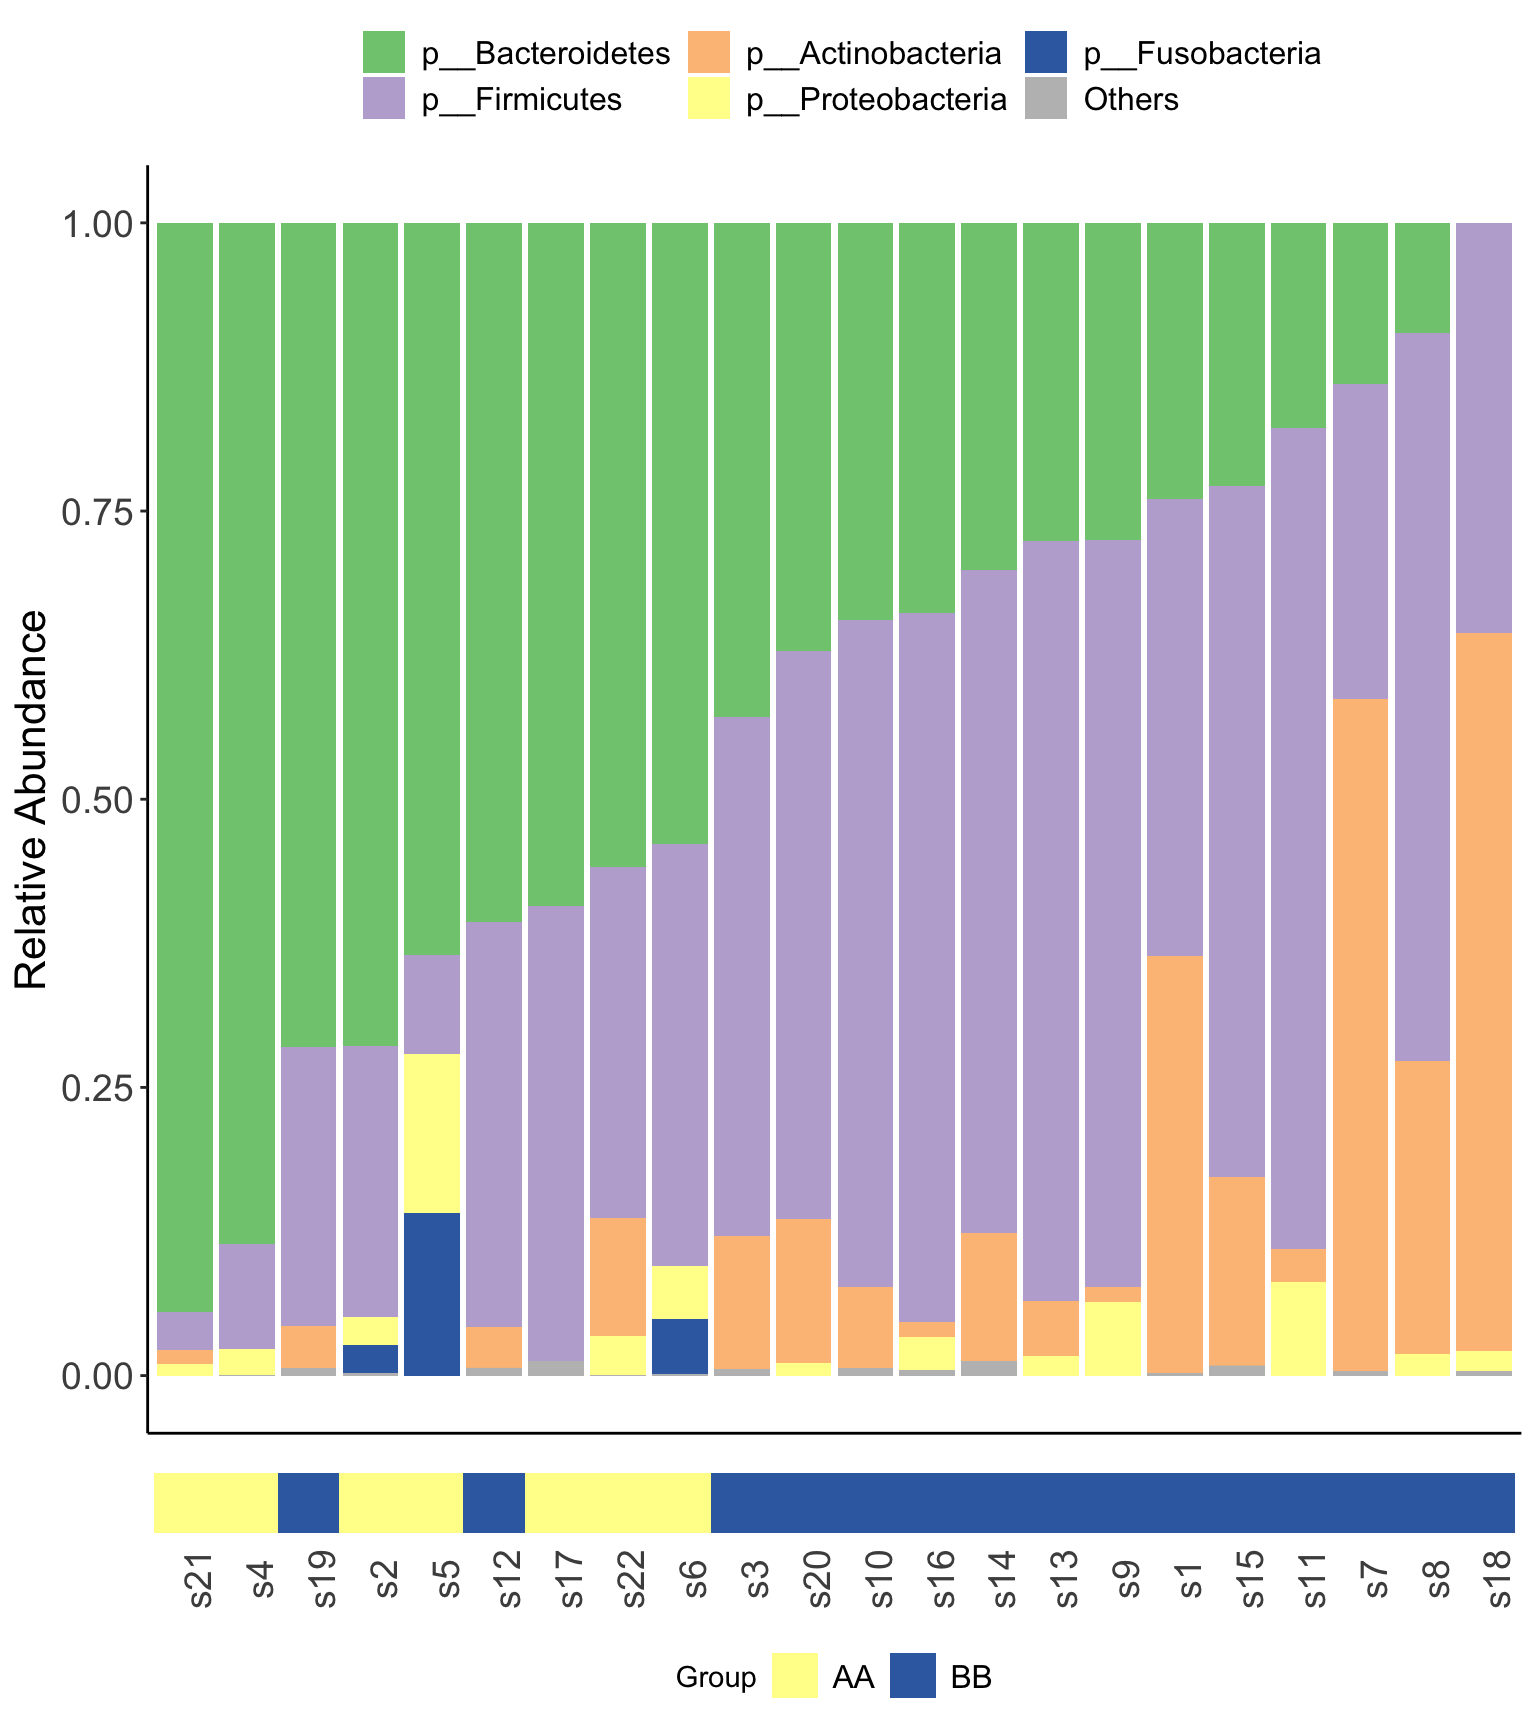 p__Bacteroidetes p__Actinobacteria p__Fusobacteria
p__Firmicutes p__Proteobacteria Others
Relative Abundance
1.00
0.75
0.50
0.25
0.00
s21 s4 s19 s2 s5 s12 s17 s22 s6 s3 s20 s10 s16 s14 s13 s9 s1 s15 s11 s7 s8 s18
Group AA BB